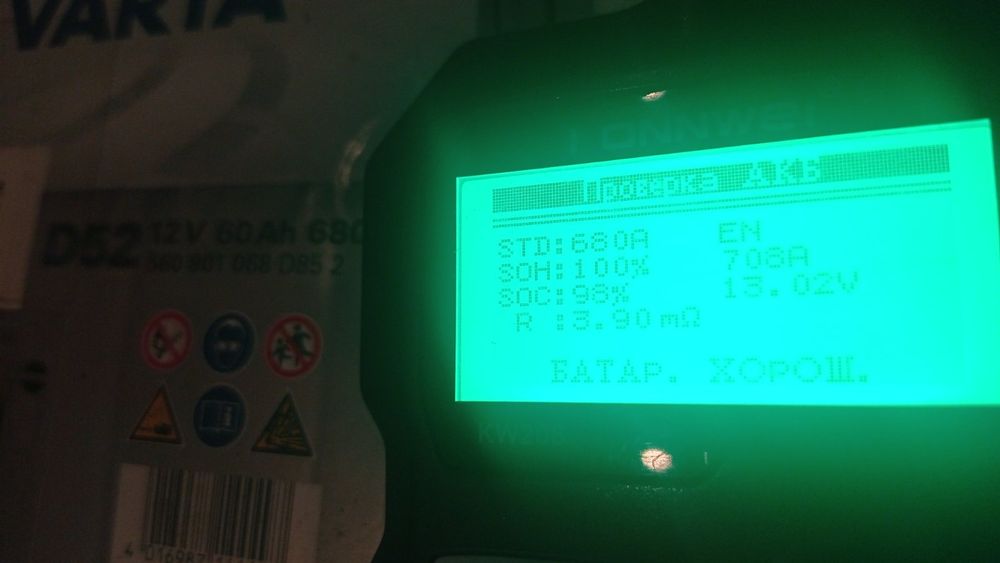 VARTA
D52 12V 60Ah 680
560 901 068 D85 2
KONNWEI
Проверка АКБ
STD:680A EN
SOH:100% 708A
SOC:98% 13.02V
R :3.90mΩ
БАТАР. ХОРОШ.